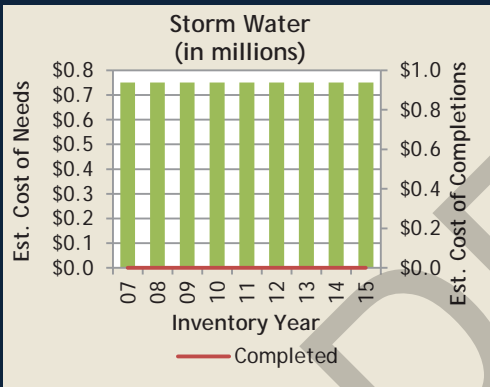 Storm Water
(in millions)
Est. Cost of Needs
$0.8
$0.7
$0.6
$0.5
$0.4
$0.3
$0.2
$0.1
$0.0
$1.0
$0.8
$0.6
$0.4
$0.2
$0.0
Est. Cost of Completions
07 08 09 10 11 12 13 14 15
Inventory Year
Completed